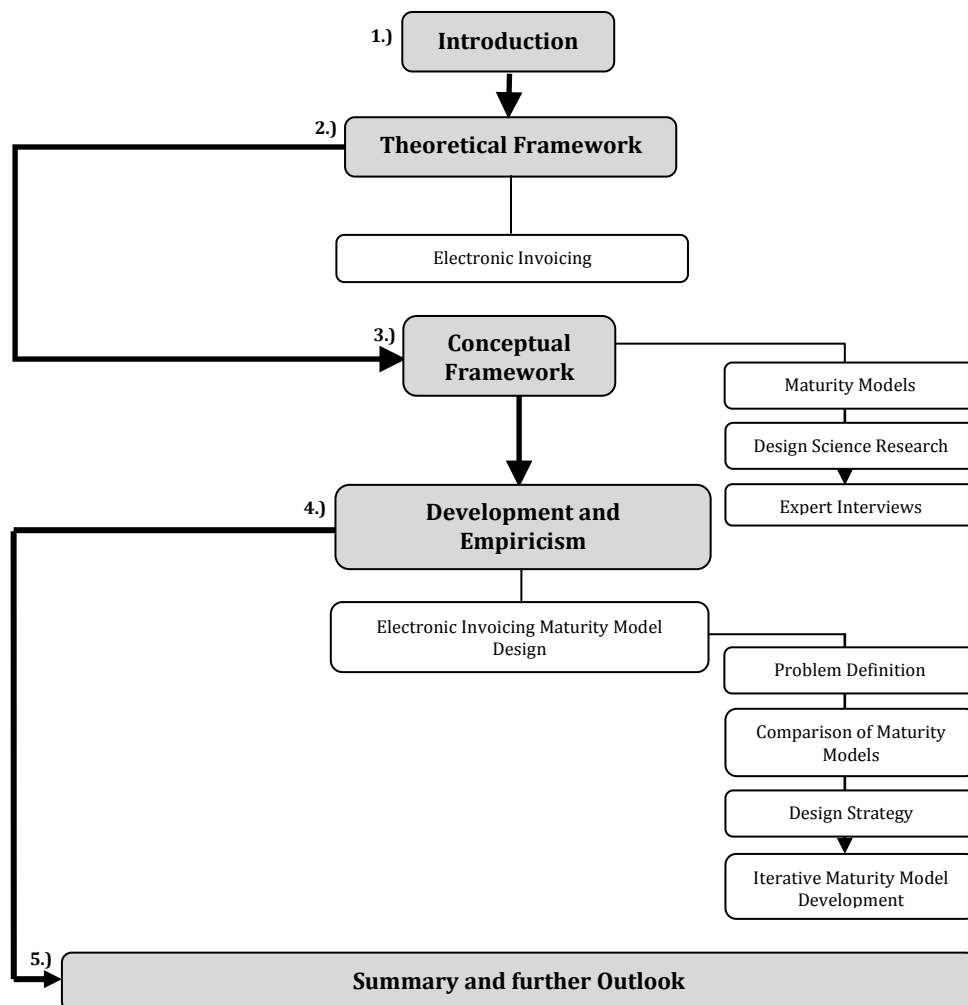 1.)
Introduction
2.)
Theoretical Framework
Electronic Invoicing
3.)
Conceptual
Framework
Maturity Models
Design Science Research
Expert Interviews
4.)
Development and
Empiricism
Electronic Invoicing Maturity Model
Design
Problem Definition
Comparison of Maturity
Models
Design Strategy
Iterative Maturity Model
Development
5.)
Summary and further Outlook